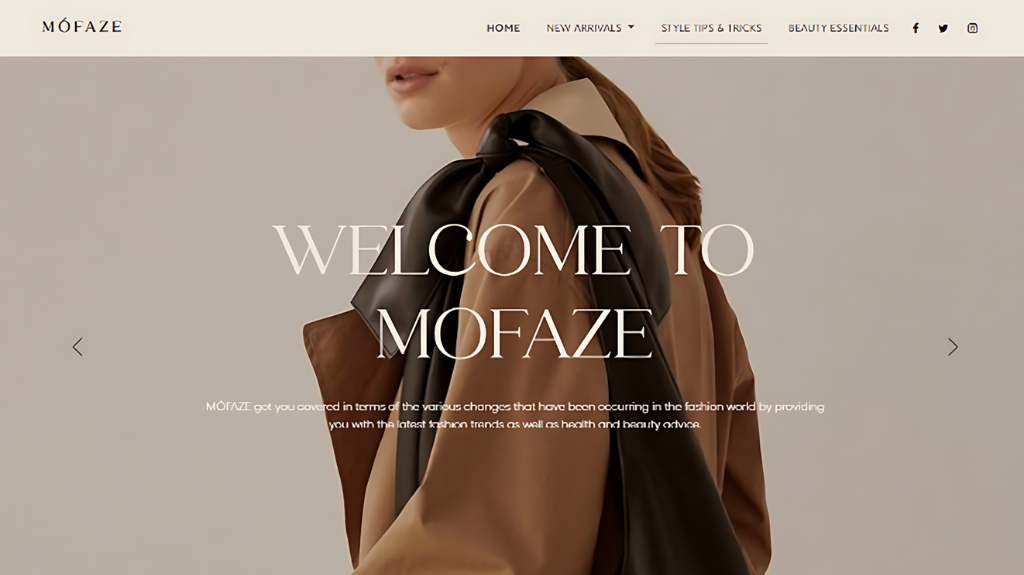 MÓFAZE
HOME NEW ARRIVALS STYLE TIPS & TRICKS BEAUTY ESSENTIALS
WELCOME TO
MOFAZE
MÓFAZE got you covered in terms of the various changes that have been occurring in the fashion world by providing
you with the latest fashion trends as well as health and beauty advice.